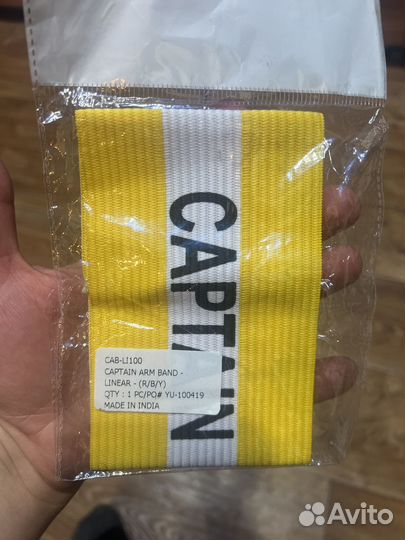 CAPTAIN
CAB-LI100
CAPTAIN ARM BAND -
LINEAR - (R/B/Y)
QTY : 1 PC/PO# YU-100419
MADE IN INDIA
Avito